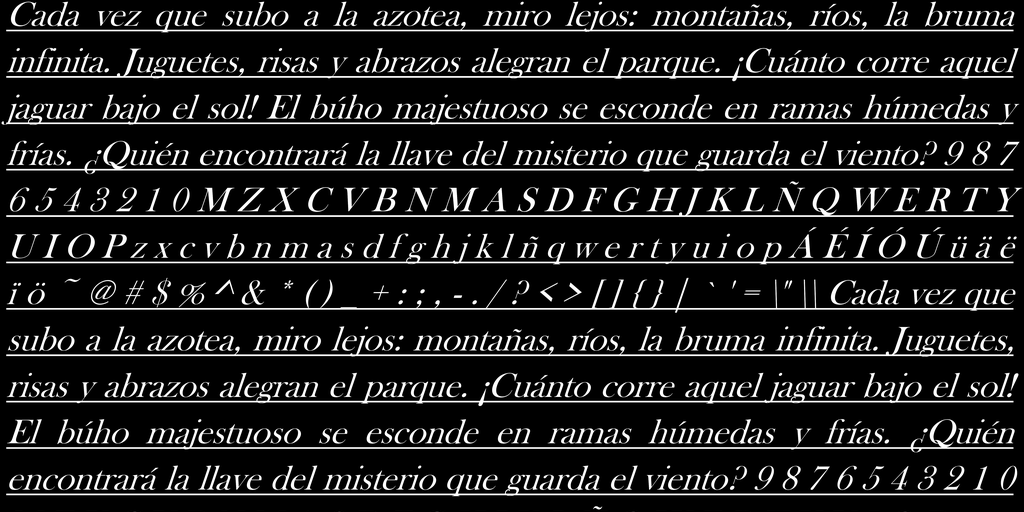 Cada vez que subo a la azotea, miro lejos: montañas, ríos, la bruma
infinita. Juguetes, risas y abrazos alegran el parque. ¡Cuánto corre aquel
jaguar bajo el sol! El búho majestuoso se esconde en ramas húmedas y
frías. ¿Quién encontrará la llave del misterio que guarda el viento? 9 8 7
6 5 4 3 2 1 0 M Z X C V B N M A S D F G H J K L Ñ Q W E R T Y
U I O P z x c v b n m a s d f g h j k l ñ q w e r t y u i o p Á É Í Ó Ú ü ä ë
ï ö ~ @ # $ % ^ & * ( ) _ + : ; , - . / ? < > [ ] { } | ` ' = \" \\ Cada vez que
subo a la azotea, miro lejos: montañas, ríos, la bruma infinita. Juguetes,
risas y abrazos alegran el parque. ¡Cuánto corre aquel jaguar bajo el sol!
El búho majestuoso se esconde en ramas húmedas y frías. ¿Quién
encontrará la llave del misterio que guarda el viento? 9 8 7 6 5 4 3 2 1 0